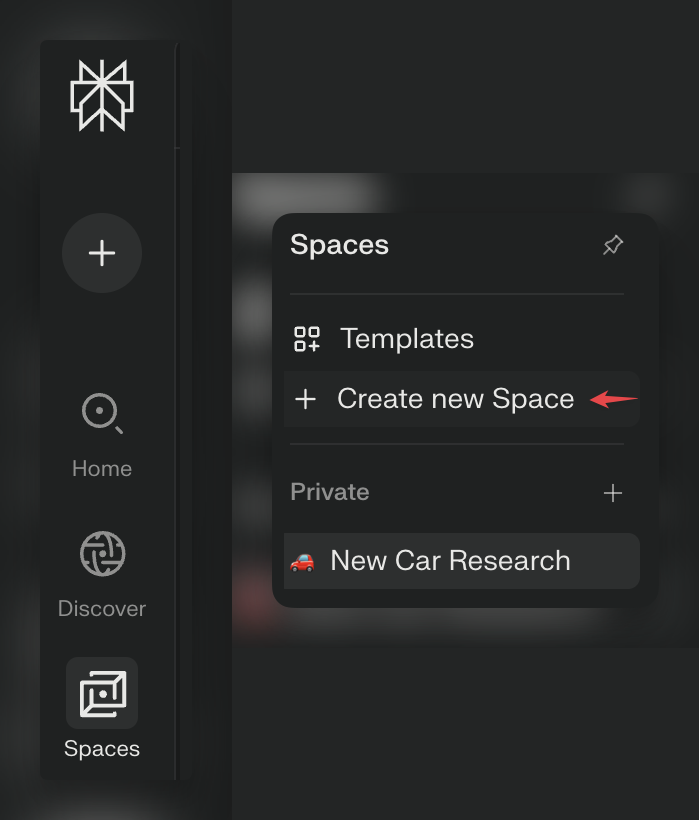 Home
Discover
Spaces
Spaces
Templates
Create new Space
Private
New Car Research